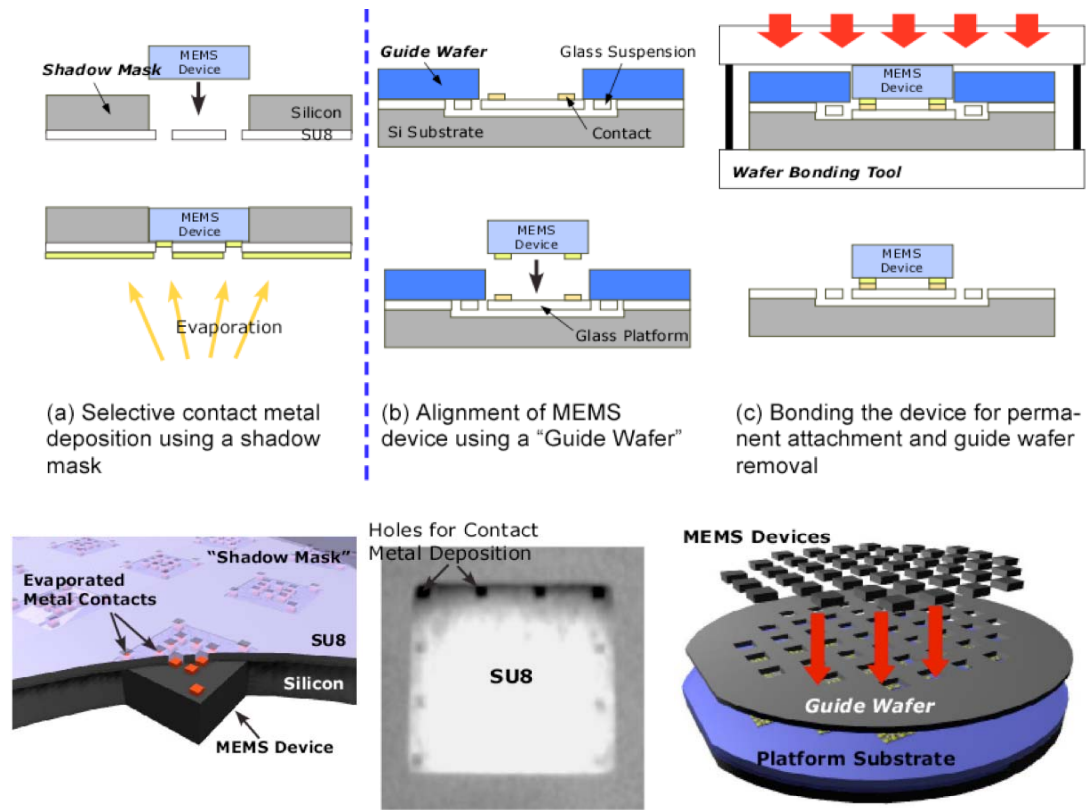 MEMS
Device
Shadow Mask
Silicon
SU8
MEMS
Device
Evaporation
(a) Selective contact metal
deposition using a shadow
mask
Guide Wafer
Glass Suspension
Si Substrate
Contact
MEMS
Device
Glass Platform
(b) Alignment of MEMS
device using a “Guide Wafer”
MEMS
Device
Wafer Bonding Tool
MEMS
Device
(c) Bonding the device for perma-
nent attachment and guide wafer
removal
“Shadow Mask”
Evaporated
Metal Contacts
SU8
Silicon
MEMS Device
Holes for Contact
Metal Deposition
SU8
MEMS Devices
Guide Wafer
Platform Substrate